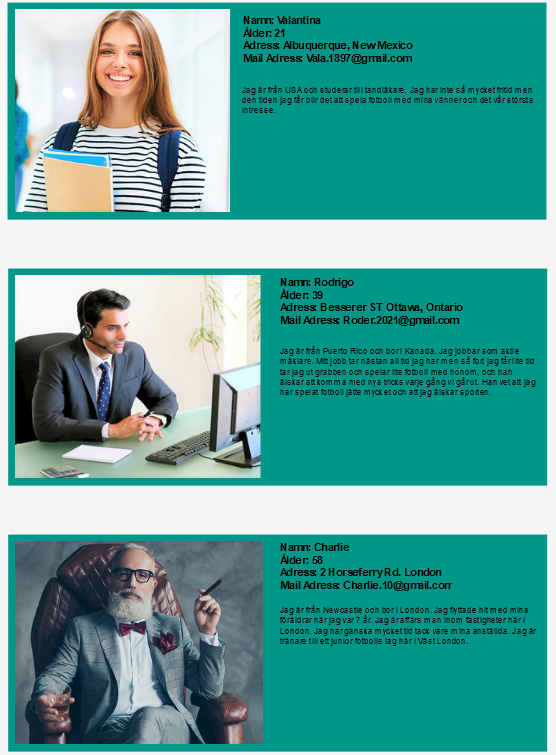 Namn: Valantina
Ålder: 21
Adress: Albuquerque, New Mexico
Mail Adress: Vala.1897@gmail.com
Jag är från USA och studerar till tandläkare. Jag har inte så mycket fritid men
den tiden jag får blir det att spela fotboll med mina vänner och det vår största
intresse.
Namn: Rodrigo
Ålder: 39
Adress: Besserer ST Ottawa, Ontario
Mail Adress: Roder.2021@gmail.com
Jag är från Puerto Rico och bor i Kanada. Jag jobbar som aktie
mäklare. Mitt jobb tar nästan all tid jag har men så fort jag får lite tid
tar jag ut grabben och spelar lite fotboll med honom, och han
älskar att komma med nya tricks varje gång vi går ut. Han vet att jag
har spelat fotboll jätte mycket och att jag älskar sporten.
Namn: Charlie
Ålder: 58
Adress: 2 Horseferry Rd. London
Mail Adress: Charlie.10@gmail.com
Jag är från Newcastle och bor i London. Jag flyttade hit med mina
föräldrar när jag var 7 år. Jag är affärs man inom fastigheter här i
London. Jag har ganska mycket tid tack vare mina anställda. Jag är
tränare till ett junior fotbolls lag här i Väst London.